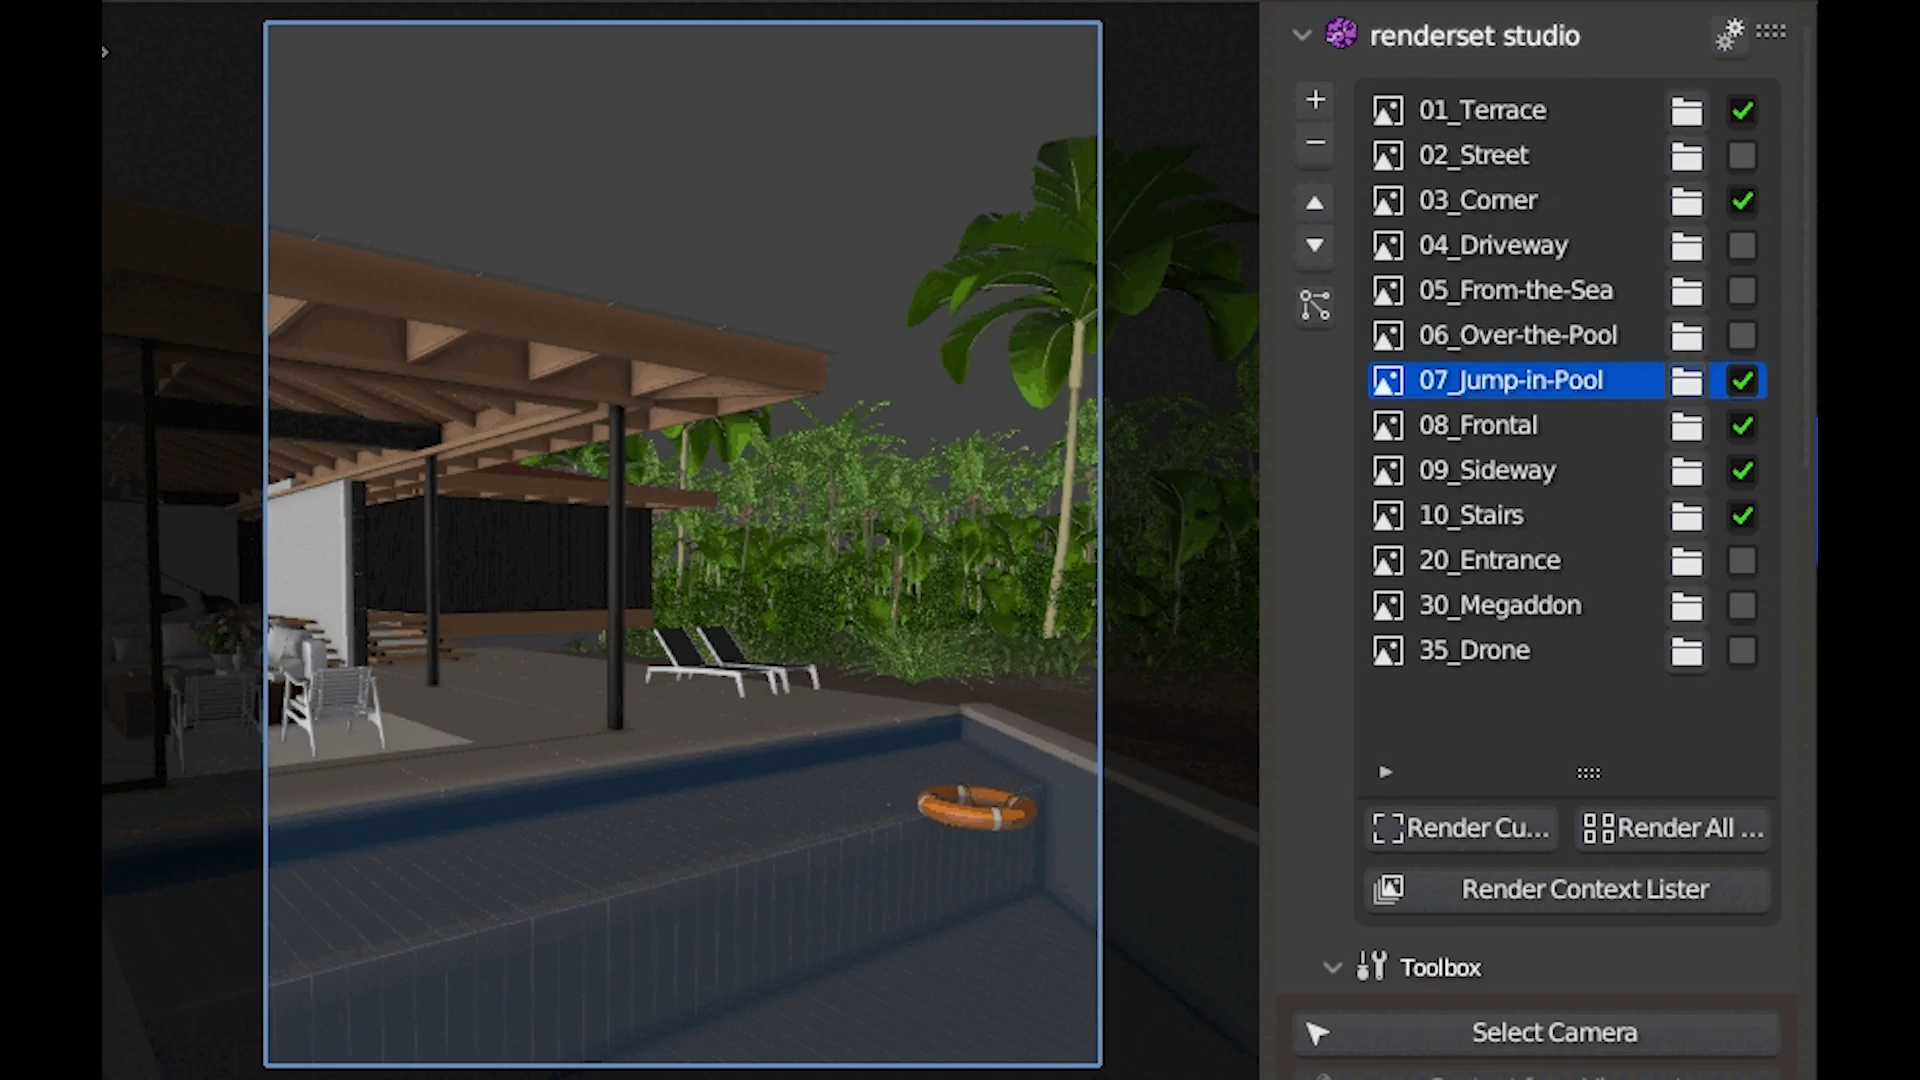 renderset studio
01_Terrace
02_Street
03_Corner
04_Driveway
05_From-the-Sea
06_Over-the-Pool
07_Jump-in-Pool
08_Frontal
09_Sideway
10_Stairs
20_Entrance
30_Megaddon
35_Drone
Render Cu... Render All ...
Render Context Lister
Toolbox
Select Camera